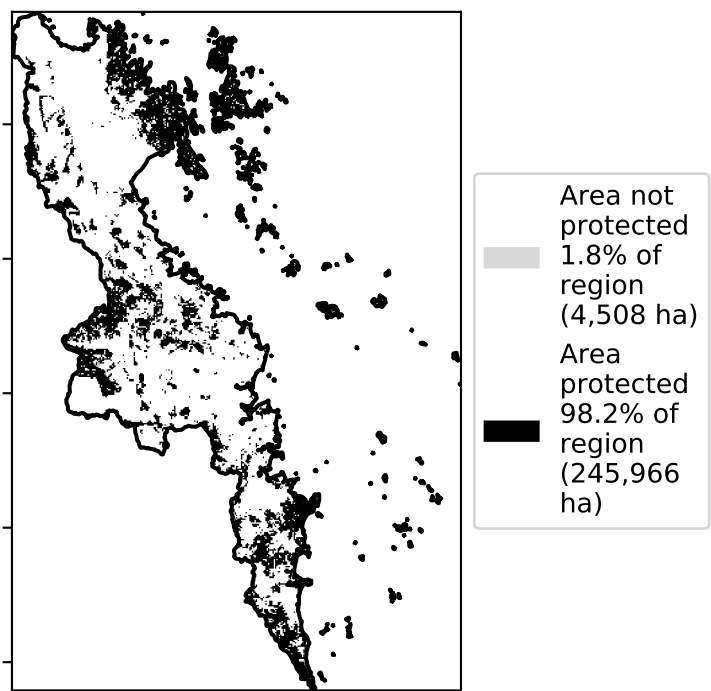 Area not
protected
1.8% of
region
(4,508 ha)
Area
protected
98.2% of
region
(245,966
ha)